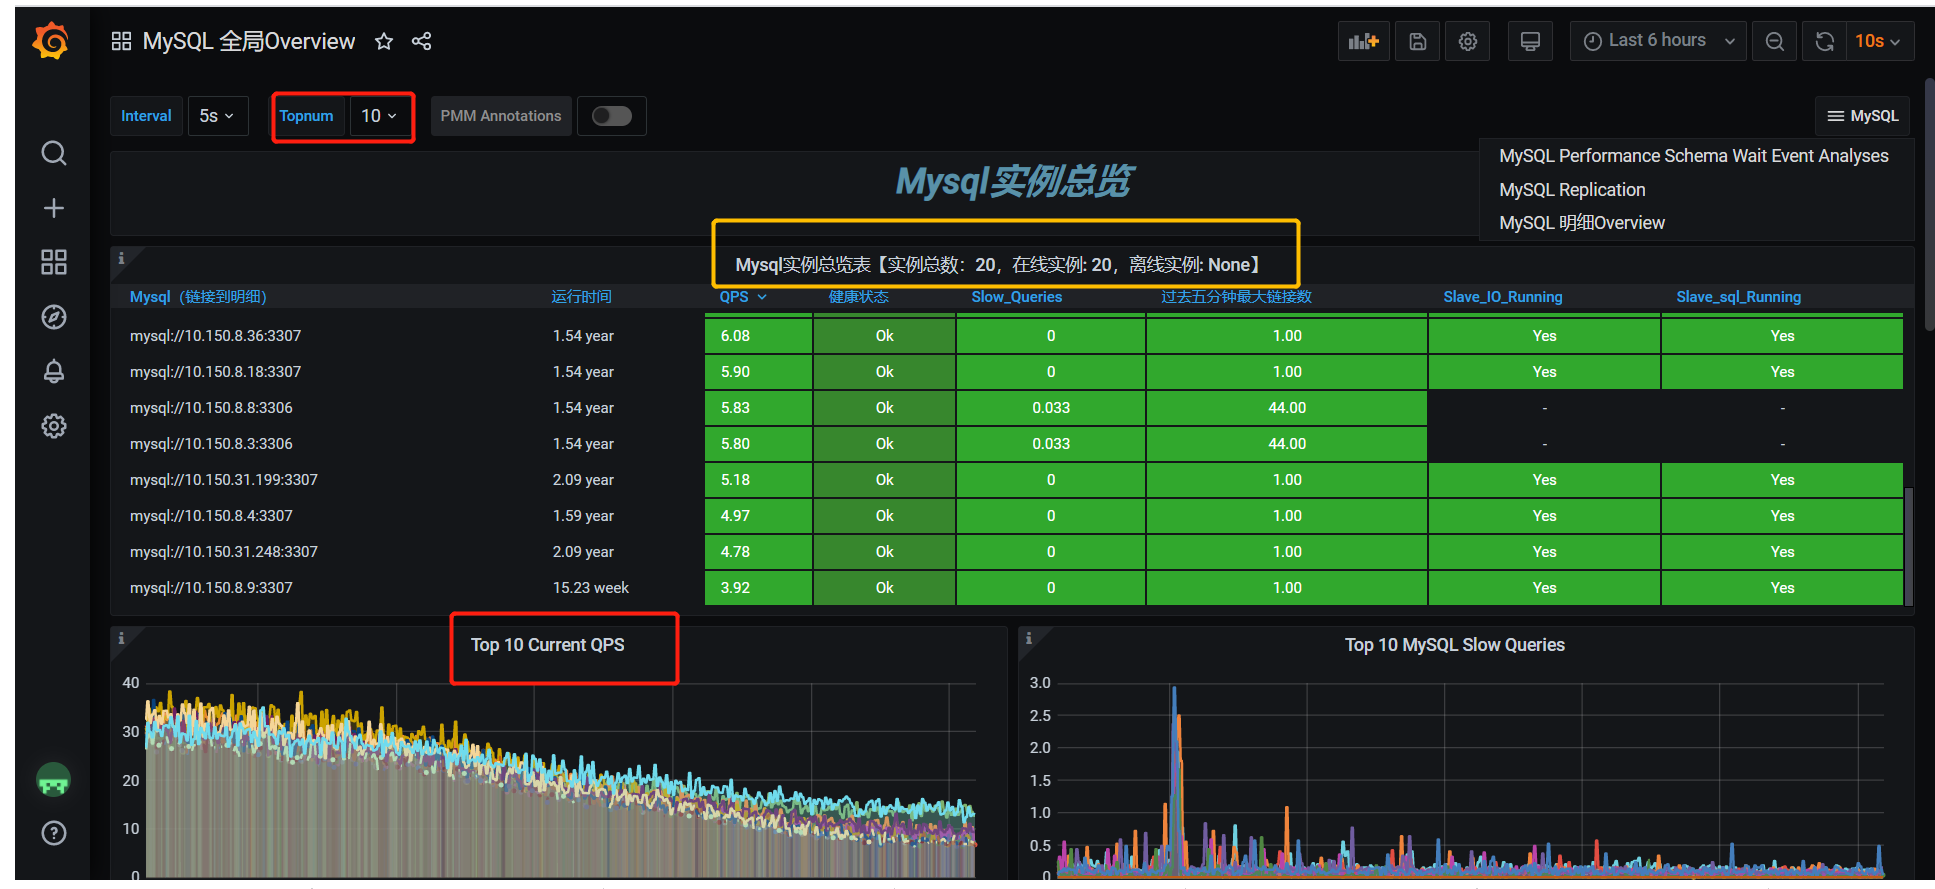 MySQL 全局Overview
Last 6 hours
10s
Interval 5s Topnum 10 PMM Annotations
MySQL
MySQL Performance Schema Wait Event Analyses
MySQL Replication
MySQL 明细Overview
Mysql实例总览
Mysql实例总览表【实例总数：20，在线实例: 20，离线实例: None】
Mysql（链接到明细） 运行时间 QPS 健康状态 Slow_Queries 过去五分钟最大链接数 Slave_IO_Running Slave_sql_Running
mysql://10.150.8.36:3307 1.54 year 6.08 Ok 0 1.00 Yes Yes
mysql://10.150.8.18:3307 1.54 year 5.90 Ok 0 1.00 Yes Yes
mysql://10.150.8.8:3306 1.54 year 5.83 Ok 0.033 44.00 - -
mysql://10.150.8.3:3306 1.54 year 5.80 Ok 0.033 44.00 - -
mysql://10.150.31.199:3307 2.09 year 5.18 Ok 0 1.00 Yes Yes
mysql://10.150.8.4:3307 1.59 year 4.97 Ok 0 1.00 Yes Yes
mysql://10.150.31.248:3307 2.09 year 4.78 Ok 0 1.00 Yes Yes
mysql://10.150.8.9:3307 15.23 week 3.92 Ok 0 1.00 Yes Yes
Top 10 Current QPS
40
30
20
10
0
Top 10 MySQL Slow Queries
3.0
2.5
2.0
1.5
1.0
0.5
0